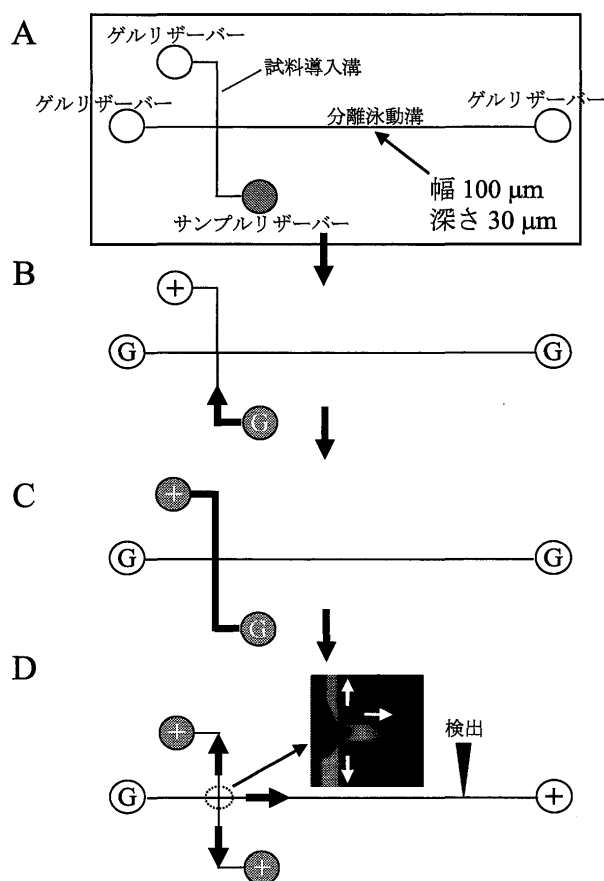 A
ゲルリザーバー
試料導入溝
ゲルリザーバー
分離泳動溝
ゲルリザーバー
幅 100 μm
深さ 30 μm
サンプルリザーバー
B
+
G
G
G
C
+
G
G
G
D
検出
+
G
+
+